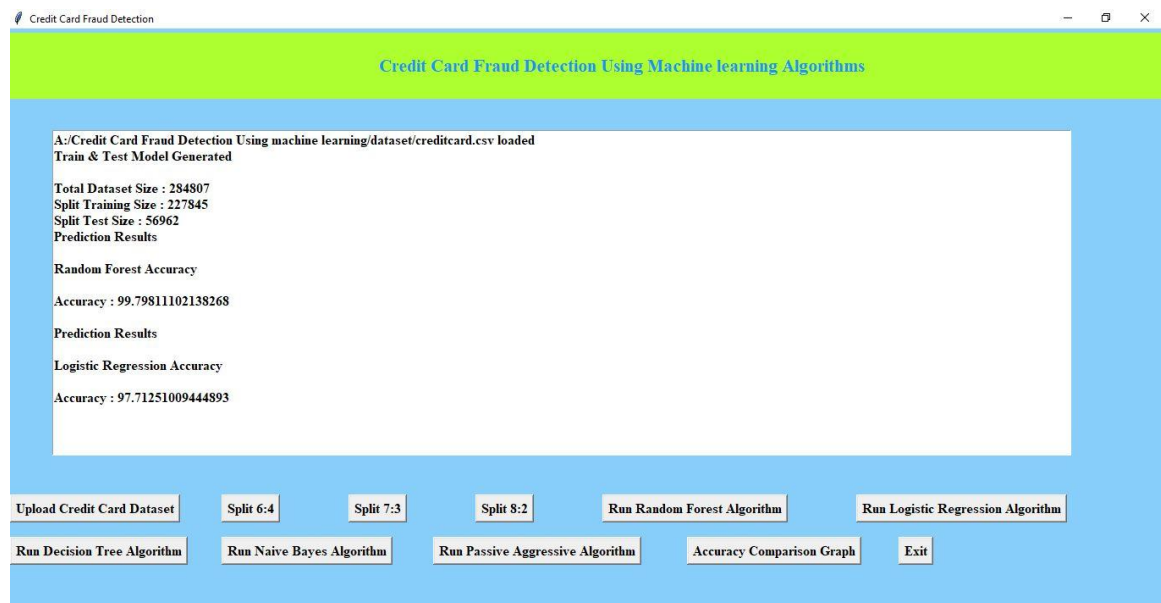 Credit Card Fraud Detection
Credit Card Fraud Detection Using Machine learning Algorithms
A:/Credit Card Fraud Detection Using machine learning/dataset/creditcard.csv loaded
Train & Test Model Generated
Total Dataset Size : 284807
Split Training Size : 227845
Split Test Size : 56962
Prediction Results
Random Forest Accuracy
Accuracy : 99.79811102138268
Prediction Results
Logistic Regression Accuracy
Accuracy : 97.71251009444893
Upload Credit Card Dataset Split 6:4 Split 7:3 Split 8:2 Run Random Forest Algorithm Run Logistic Regression Algorithm
Run Decision Tree Algorithm Run Naive Bayes Algorithm Run Passive Aggressive Algorithm Accuracy Comparison Graph Exit